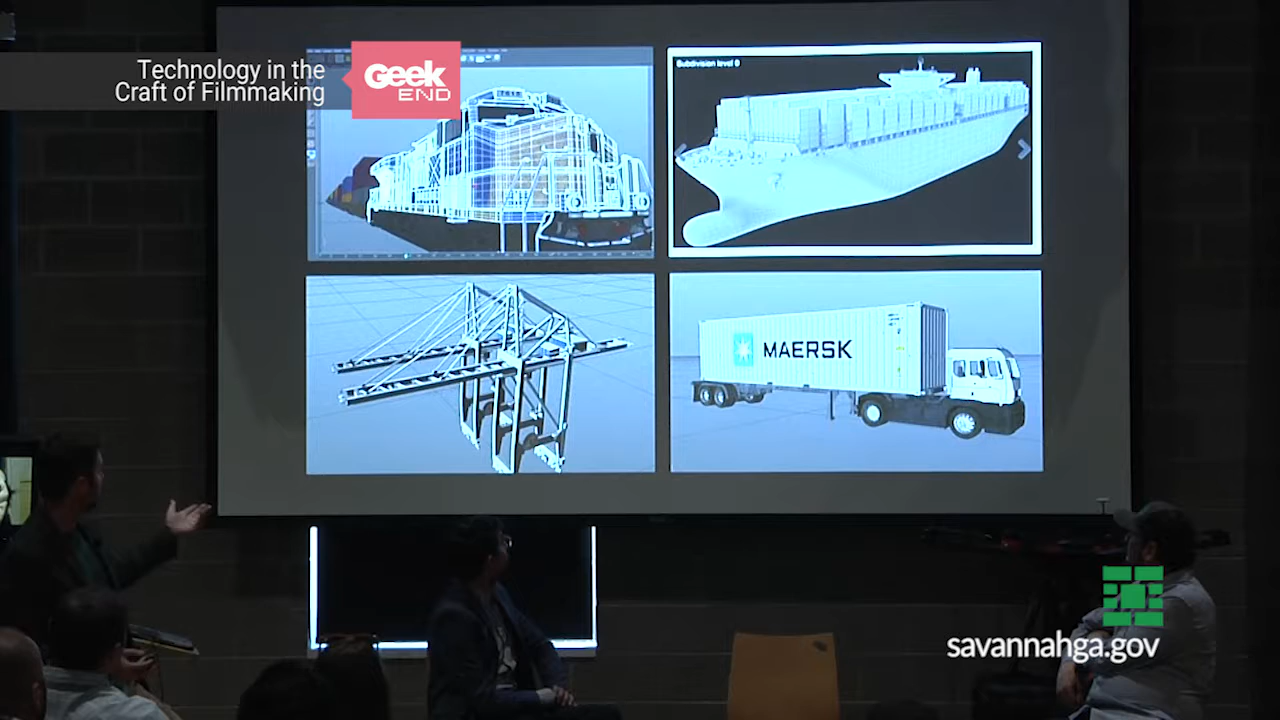 Technology in the
Craft of Filmmaking
Geek
END
Subdivision level 0
MAERSK
savannahga.gov